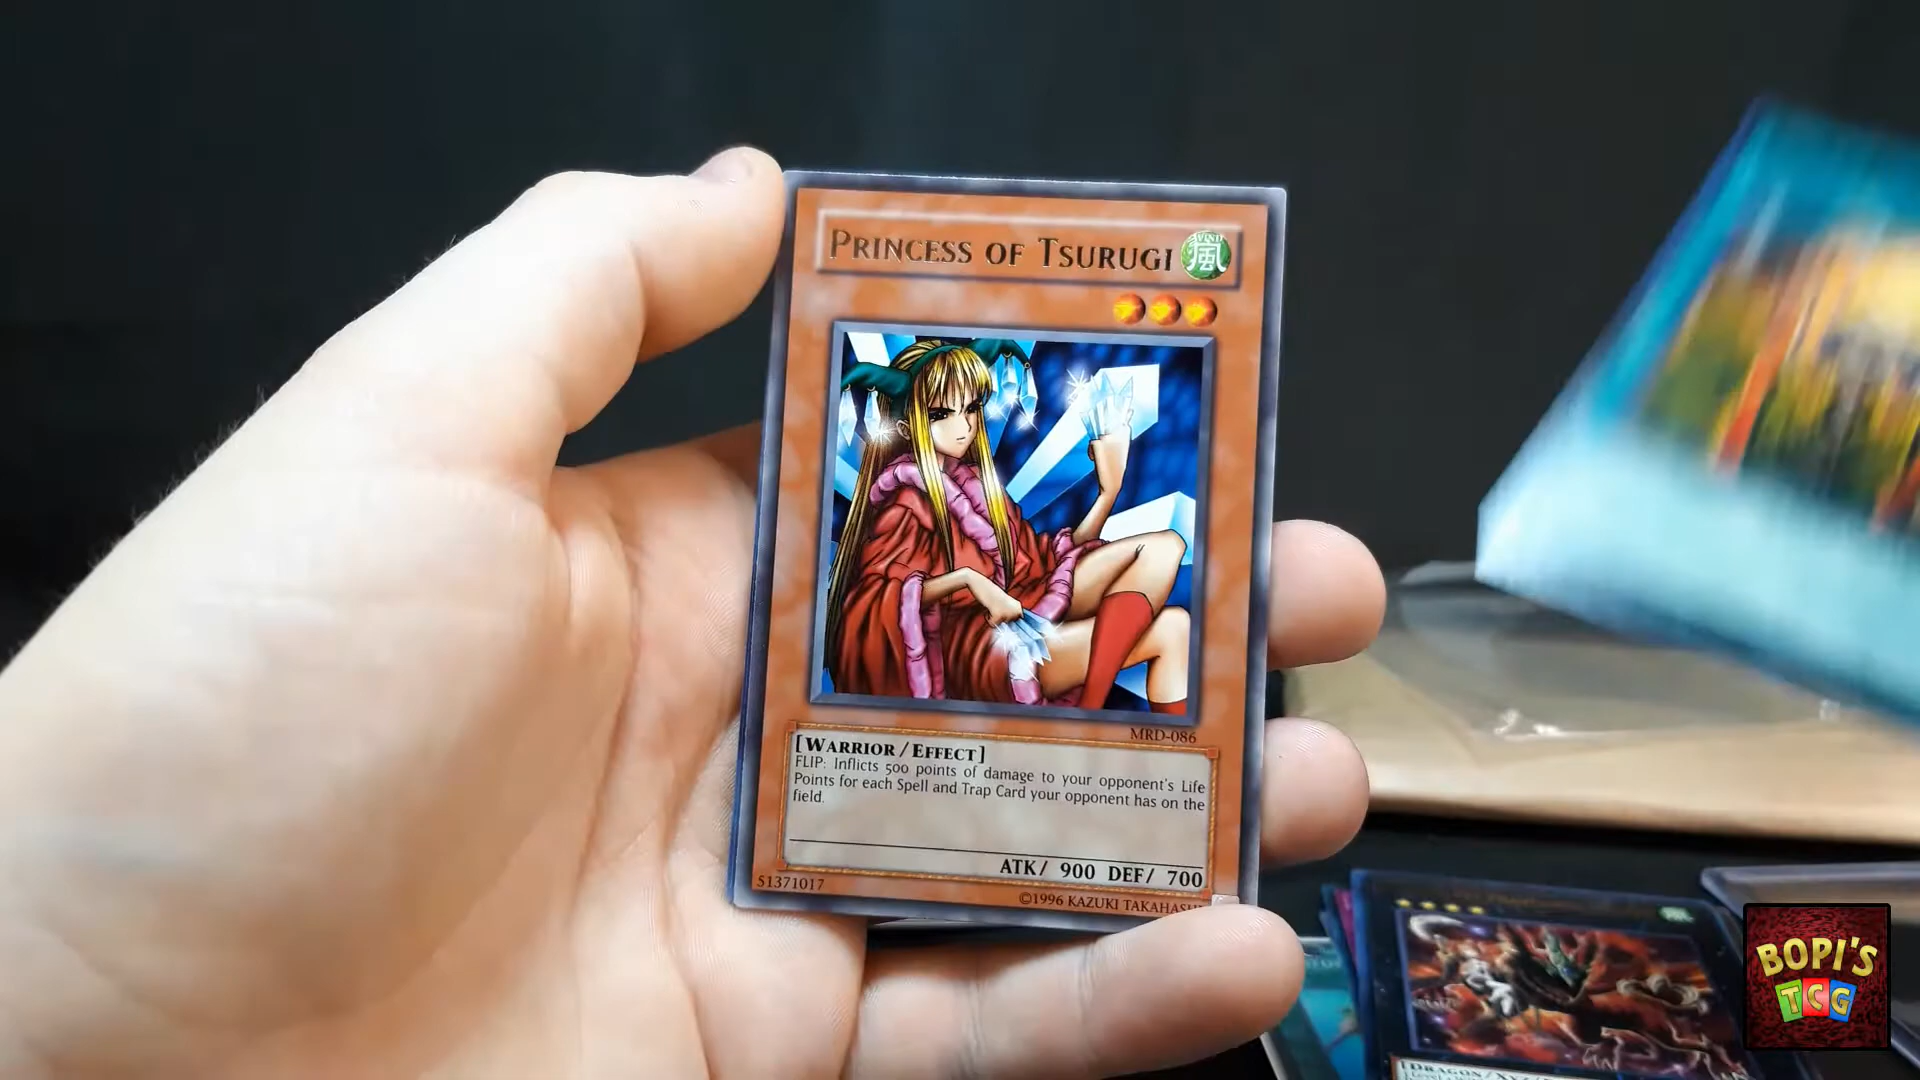 PRINCESS OF TSURUGI
WIND
風
MRD-086
[WARRIOR/EFFECT]
FLIP: Inflicts 500 points of damage to your opponent's Life
Points for each Spell and Trap Card your opponent has on the
field.
ATK/ 900 DEF/ 700
51371017
©1996 KAZUKI TAKAHASHI
[DRAGON/XYZ/
BOPI'S
TCG